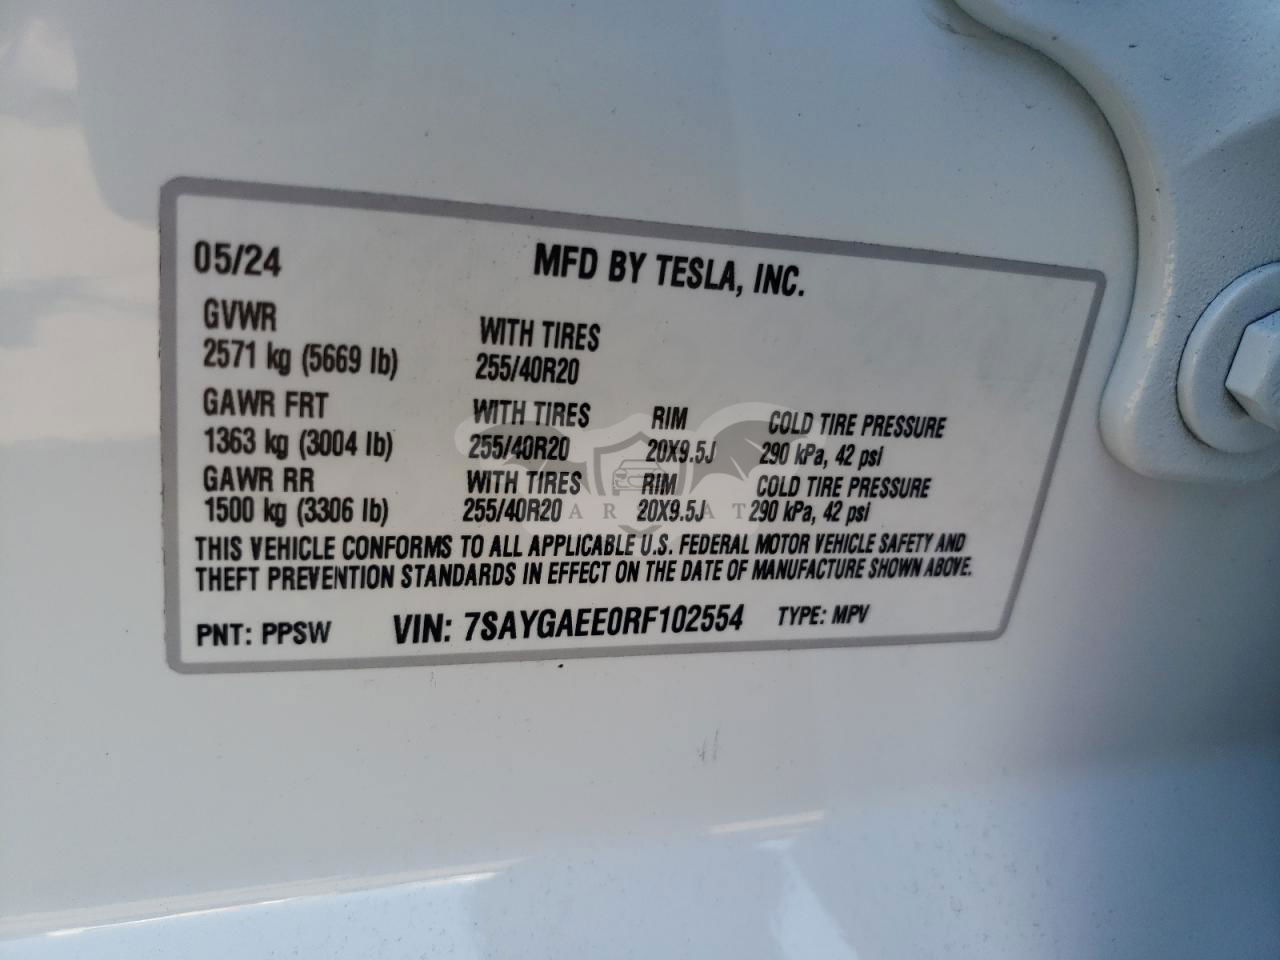 05/24 MFD BY TESLA, INC.
GVWR WITH TIRES
2571 kg (5669 lb) 255/40R20
GAWR FRT WITH TIRES RIM COLD TIRE PRESSURE
1363 kg (3004 lb) 255/40R20 20X9.5J 290 kPa, 42 psi
GAWR RR WITH TIRES RIM COLD TIRE PRESSURE
1500 kg (3306 lb) 255/40R20 20X9.5J 290 kPa, 42 psi
THIS VEHICLE CONFORMS TO ALL APPLICABLE U.S. FEDERAL MOTOR VEHICLE SAFETY AND
THEFT PREVENTION STANDARDS IN EFFECT ON THE DATE OF MANUFACTURE SHOWN ABOVE.
PNT: PPSW VIN: 7SAYGAEE0RF102554 TYPE: MPV